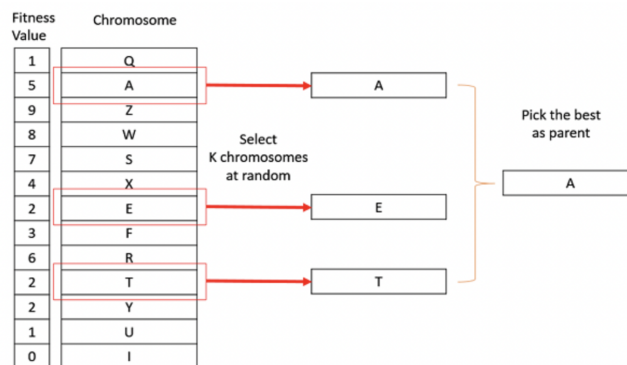 Fitness
Value
Chromosome
1 Q
5 A
9 Z
8 W
7 S
4 X
2 E
3 F
6 R
2 T
2 Y
1 U
0 I
Select
K chromosomes
at random
A
E
T
Pick the best
as parent
A